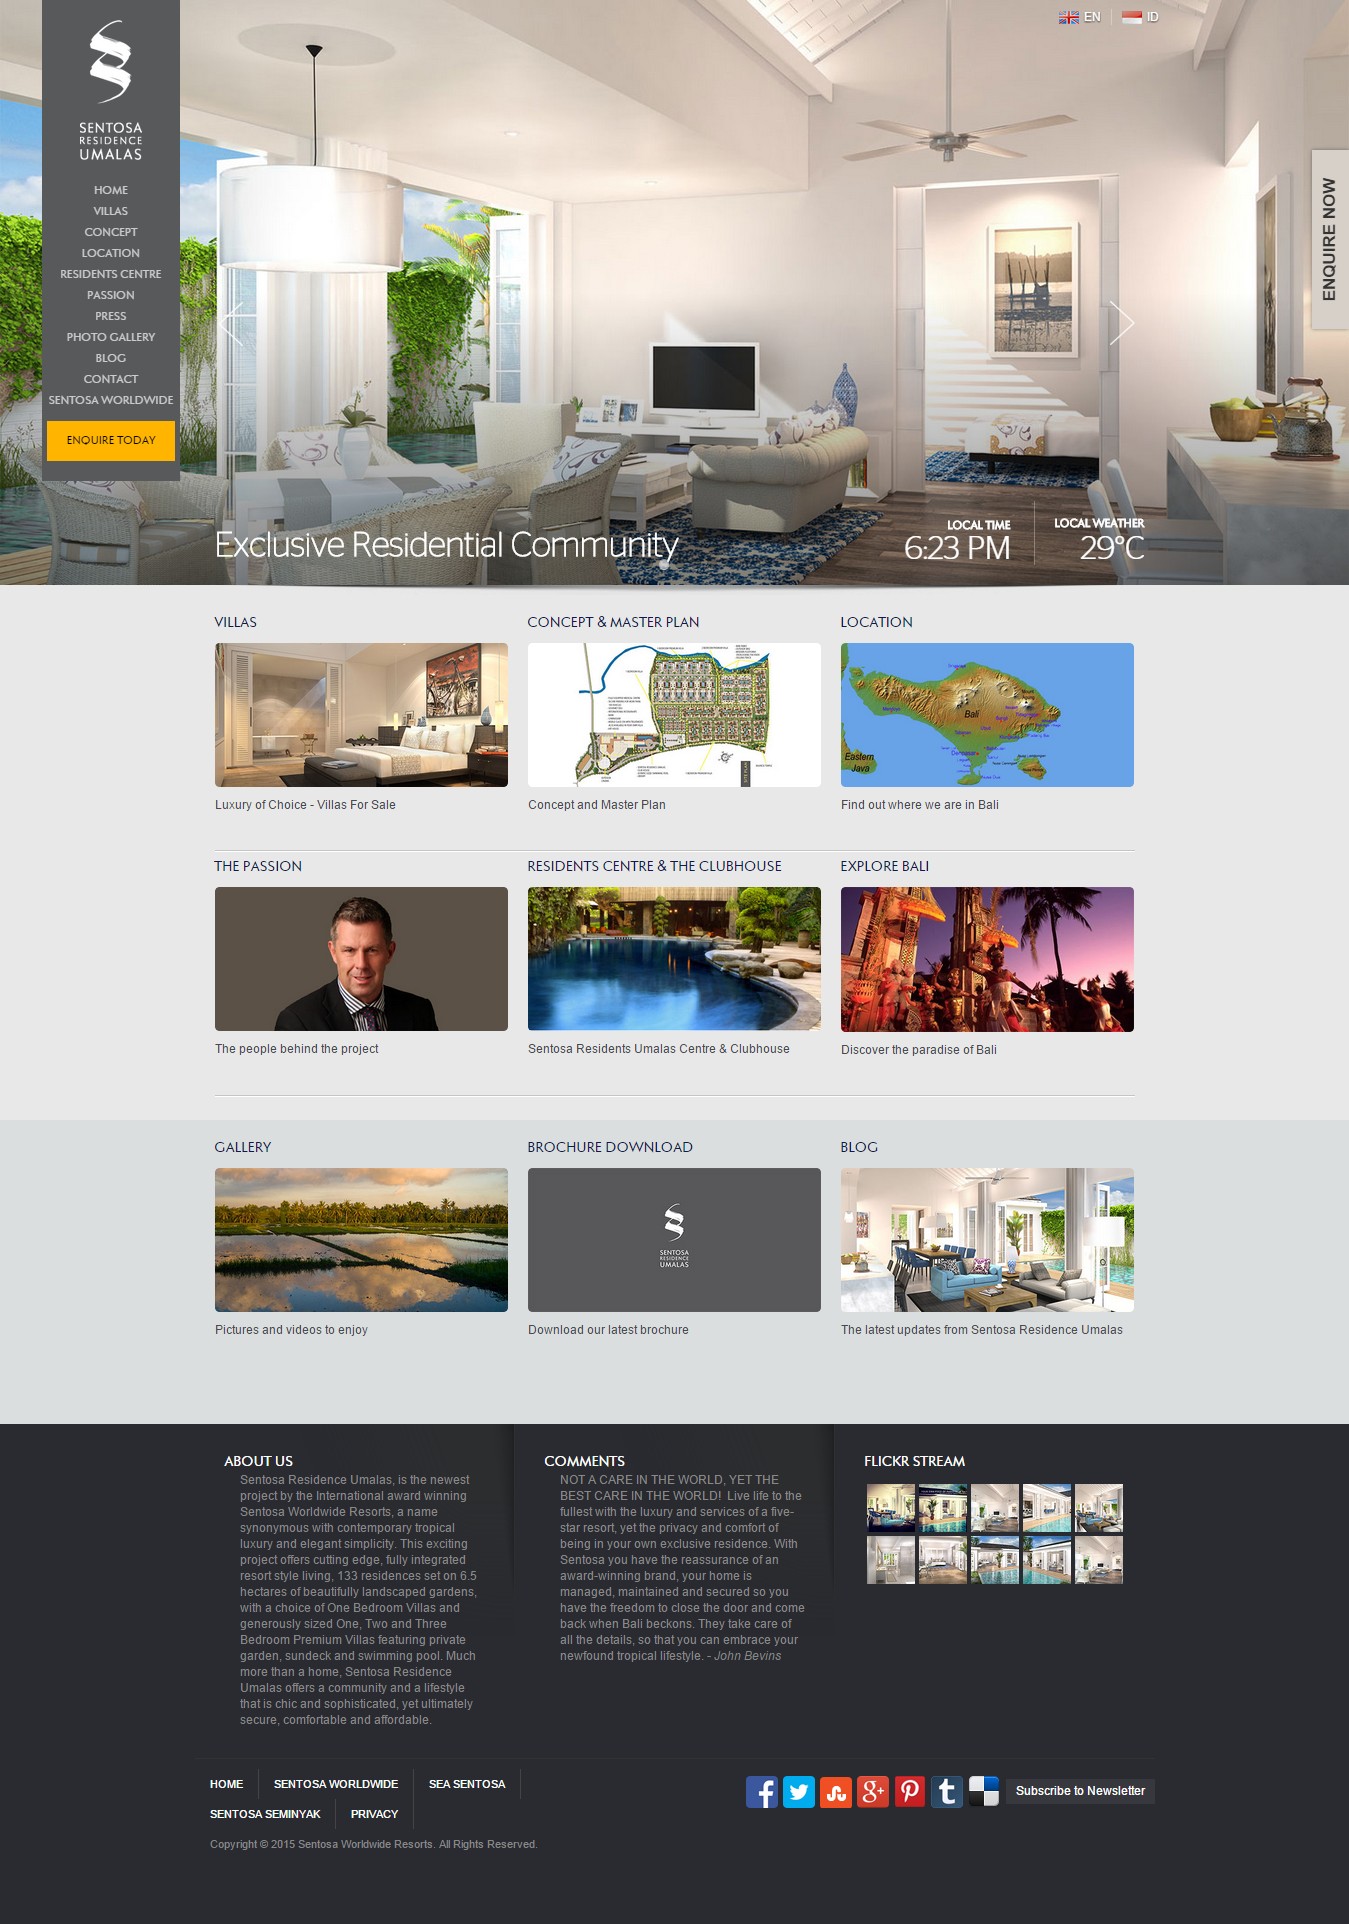 EN
ID
SENTOSA
RESIDENCE
UMALAS
HOME
VILLAS
CONCEPT
LOCATION
RESIDENTS CENTRE
PASSION
PRESS
PHOTO GALLERY
BLOG
CONTACT
SENTOSA WORLDWIDE
ENQUIRE TODAY
ENQUIRE NOW
Exclusive Residential Community
LOCAL TIME
6:23 PM
LOCAL WEATHER
29°C
VILLAS
Luxury of Choice - Villas For Sale
CONCEPT & MASTER PLAN
Concept and Master Plan
LOCATION
Bali
Eastern
Java
Find out where we are in Bali
THE PASSION
The people behind the project
RESIDENTS CENTRE & THE CLUBHOUSE
Sentosa Residents Umalas Centre & Clubhouse
EXPLORE BALI
Discover the paradise of Bali
GALLERY
Pictures and videos to enjoy
BROCHURE DOWNLOAD
SENTOSA
RESIDENCE
UMALAS
Download our latest brochure
BLOG
The latest updates from Sentosa Residence Umalas
ABOUT US
Sentosa Residence Umalas, is the newest
project by the International award winning
Sentosa Worldwide Resorts, a name
synonymous with contemporary tropical
luxury and elegant simplicity. This exciting
project offers cutting edge, fully integrated
resort style living, 133 residences set on 6.5
hectares of beautifully landscaped gardens,
with a choice of One Bedroom Villas and
generously sized One, Two and Three
Bedroom Premium Villas featuring private
garden, sundeck and swimming pool. Much
more than a home, Sentosa Residence
Umalas offers a community and a lifestyle
that is chic and sophisticated, yet ultimately
secure, comfortable and affordable.
COMMENTS
NOT A CARE IN THE WORLD, YET THE
BEST CARE IN THE WORLD!  Live life to the
fullest with the luxury and services of a five-
star resort, yet the privacy and comfort of
being in your own exclusive residence. With
Sentosa you have the reassurance of an
award-winning brand, your home is
managed, maintained and secured so you
have the freedom to close the door and come
back when Bali beckons. They take care of
all the details, so that you can embrace your
newfound tropical lifestyle. - John Bevins
FLICKR STREAM
HOME
SENTOSA WORLDWIDE
SEA SENTOSA
SENTOSA SEMINYAK
PRIVACY
Subscribe to Newsletter
Copyright © 2015 Sentosa Worldwide Resorts. All Rights Reserved.